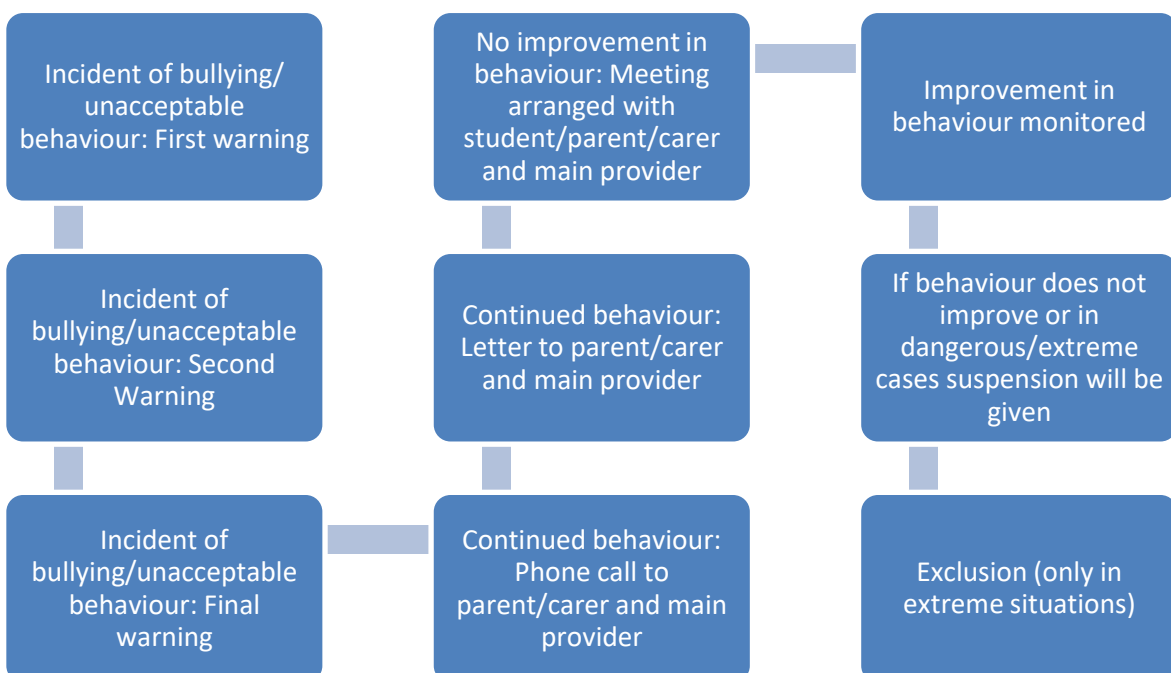 Incident of bullying/
unacceptable
behaviour: First warning
Incident of
bullying/unacceptable
behaviour: Second
Warning
Incident of
bullying/unacceptable
behaviour: Final
warning
Continued behaviour:
Phone call to
parent/carer and main
provider
Continued behaviour:
Letter to parent/carer
and main provider
No improvement in
behaviour: Meeting
arranged with
student/parent/carer
and main provider
Improvement in
behaviour monitored
If behaviour does not
improve or in
dangerous/extreme
cases suspension will be
given
Exclusion (only in
extreme situations)